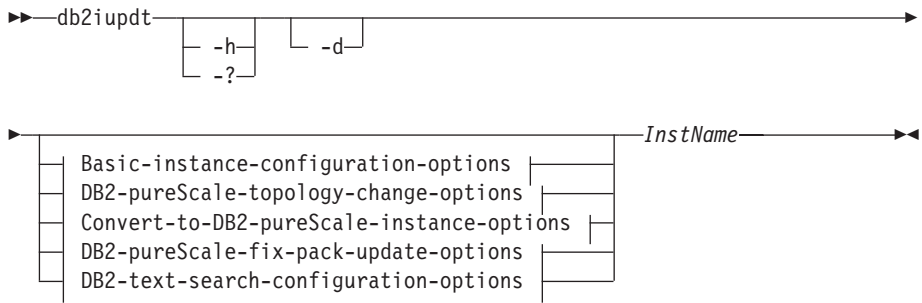 db2iupdt
-h
-d
-?
InstName
Basic-instance-configuration-options
DB2-pureScale-topology-change-options
Convert-to-DB2-pureScale-instance-options
DB2-pureScale-fix-pack-update-options
DB2-text-search-configuration-options